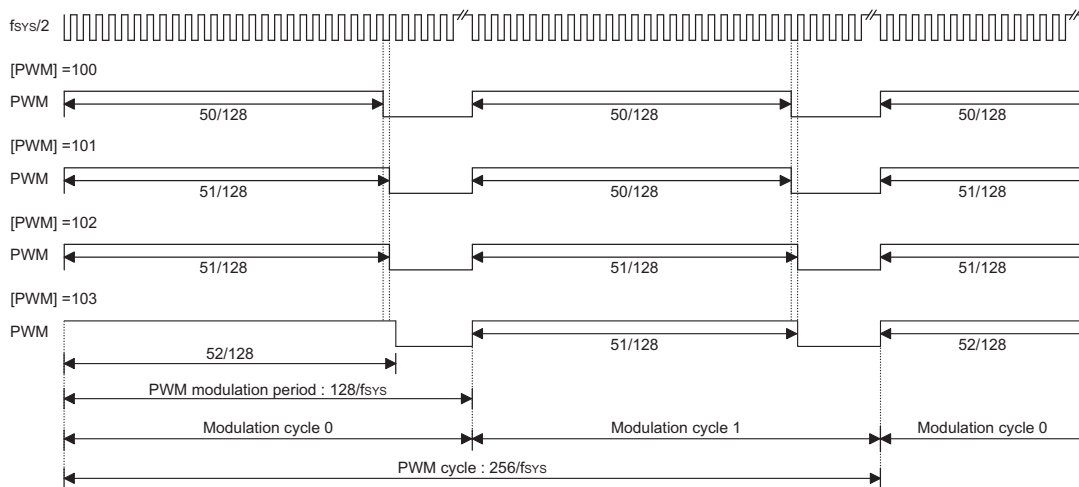 fSYS/2
[PWM] =100
PWM
50/128 50/128 50/128
[PWM] =101
PWM
51/128 50/128 51/128
[PWM] =102
PWM
51/128 51/128 51/128
[PWM] =103
PWM
52/128 51/128 52/128
PWM modulation period : 128/fSYS
Modulation cycle 0 Modulation cycle 1 Modulation cycle 0
PWM cycle : 256/fSYS